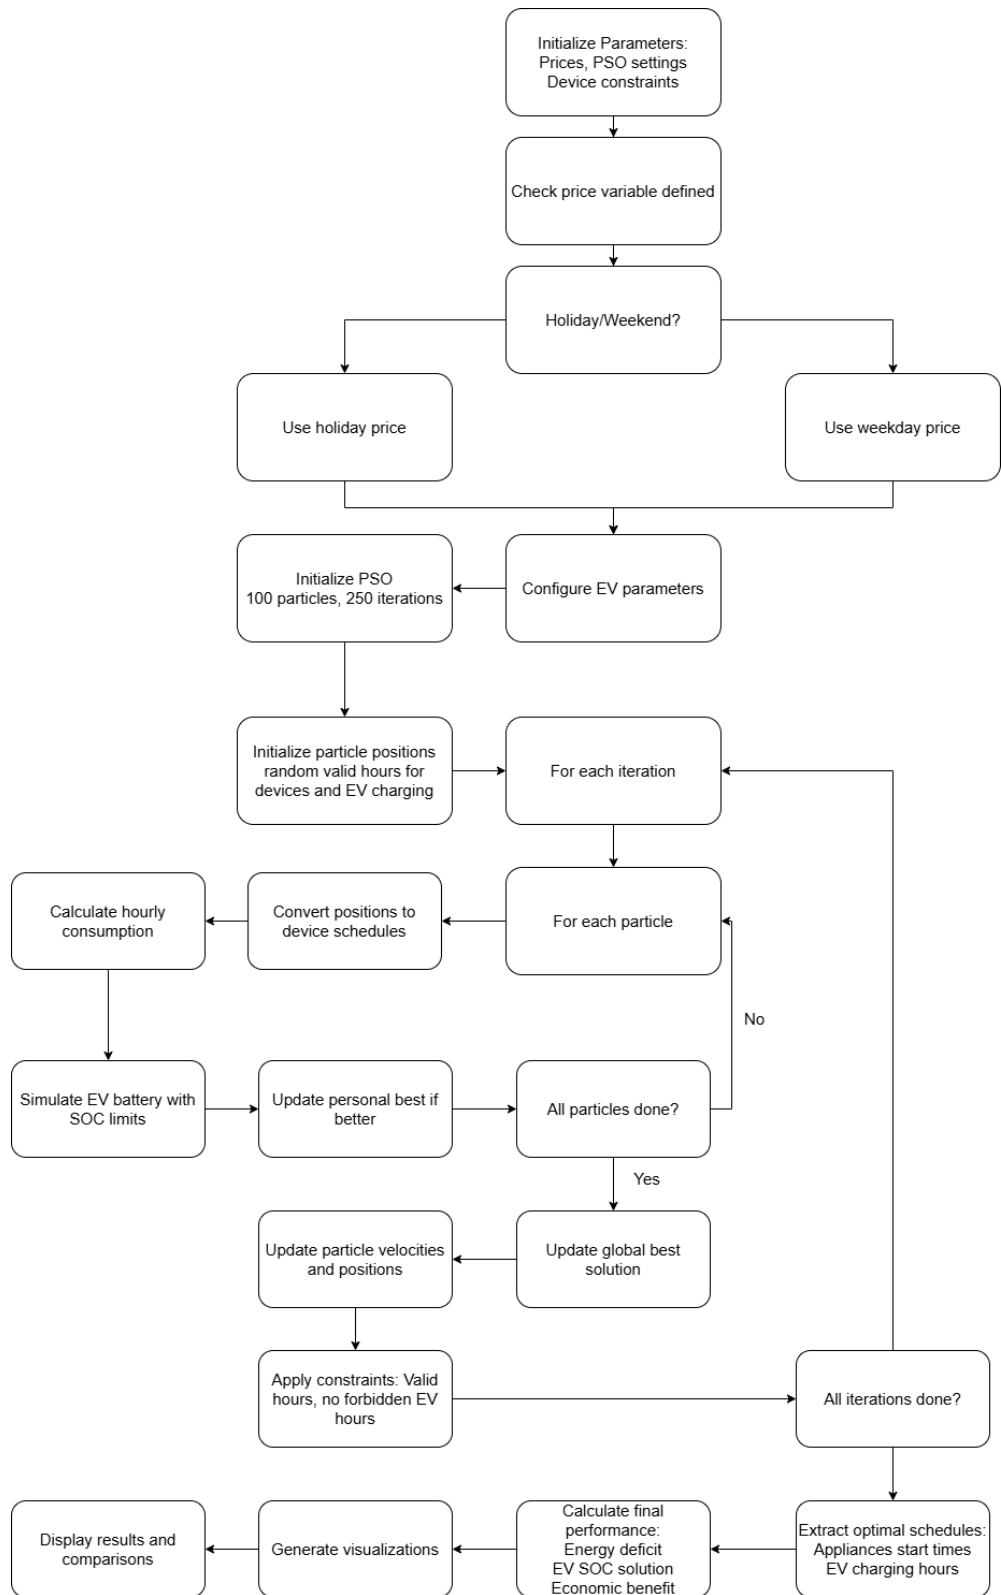 Initialize Parameters:
Prices, PSO settings
Device constraints
Check price variable defined
Holiday/Weekend?
Use holiday price
Use weekday price
Initialize PSO
100 particles, 250 iterations
Configure EV parameters
Initialize particle positions
random valid hours for
devices and EV charging
For each iteration
Calculate hourly
consumption
Convert positions to
device schedules
For each particle
No
Simulate EV battery with
SOC limits
Update personal best if
better
All particles done?
Yes
Update particle velocities
and positions
Update global best
solution
Apply constraints: Valid
hours, no forbidden EV
hours
All iterations done?
Display results and
comparisons
Generate visualizations
Calculate final
performance:
Energy deficit
EV SOC solution
Economic benefit
Extract optimal schedules:
Appliances start times
EV charging hours